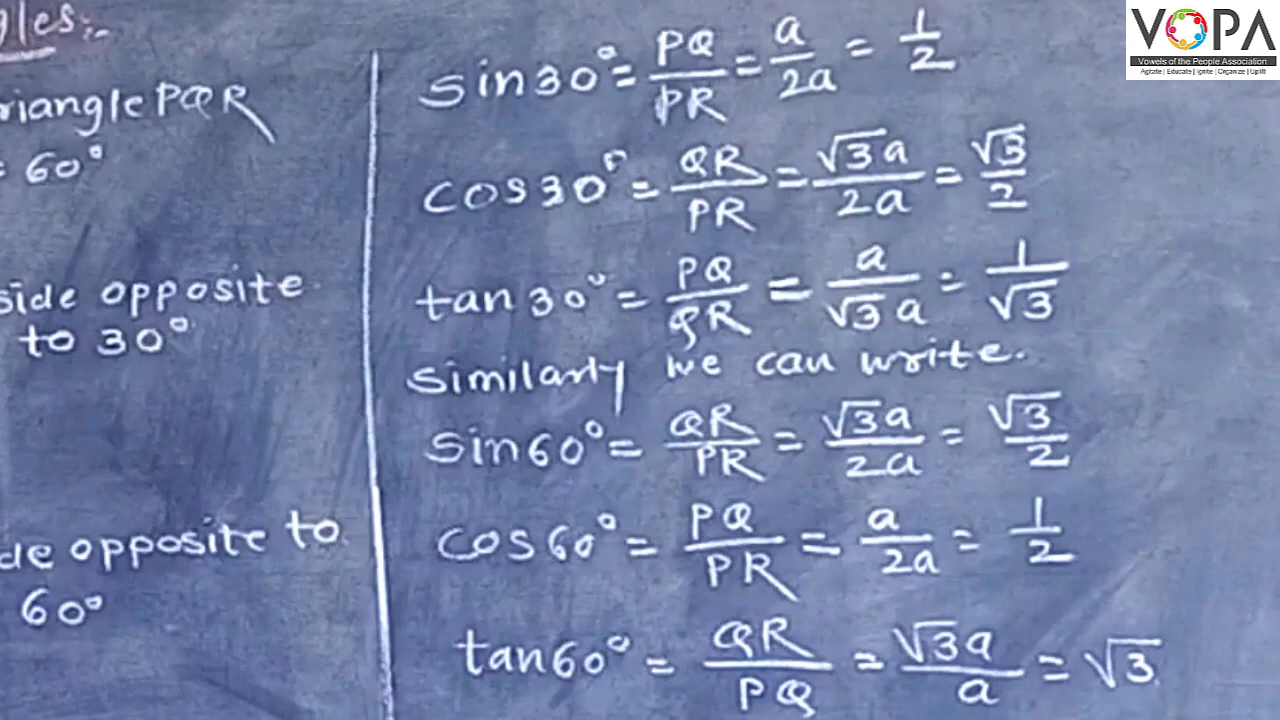 gles:-
riangle PQR
= 60°
side opposite
to 30°
de opposite to
60°
sin30° = PQ/PR = a/2a = 1/2
cos30° = QR/PR = √3a/2a = √3/2
tan30° = PQ/QR = a/√3a = 1/√3
Similarly we can write.
sin60° = QR/PR = √3a/2a = √3/2
cos60° = PQ/PR = a/2a = 1/2
tan60° = QR/PQ = √3a/a = √3
VOPA
Vowels of the People Association
Agitate | Educate | Ignite | Organize | Uplift